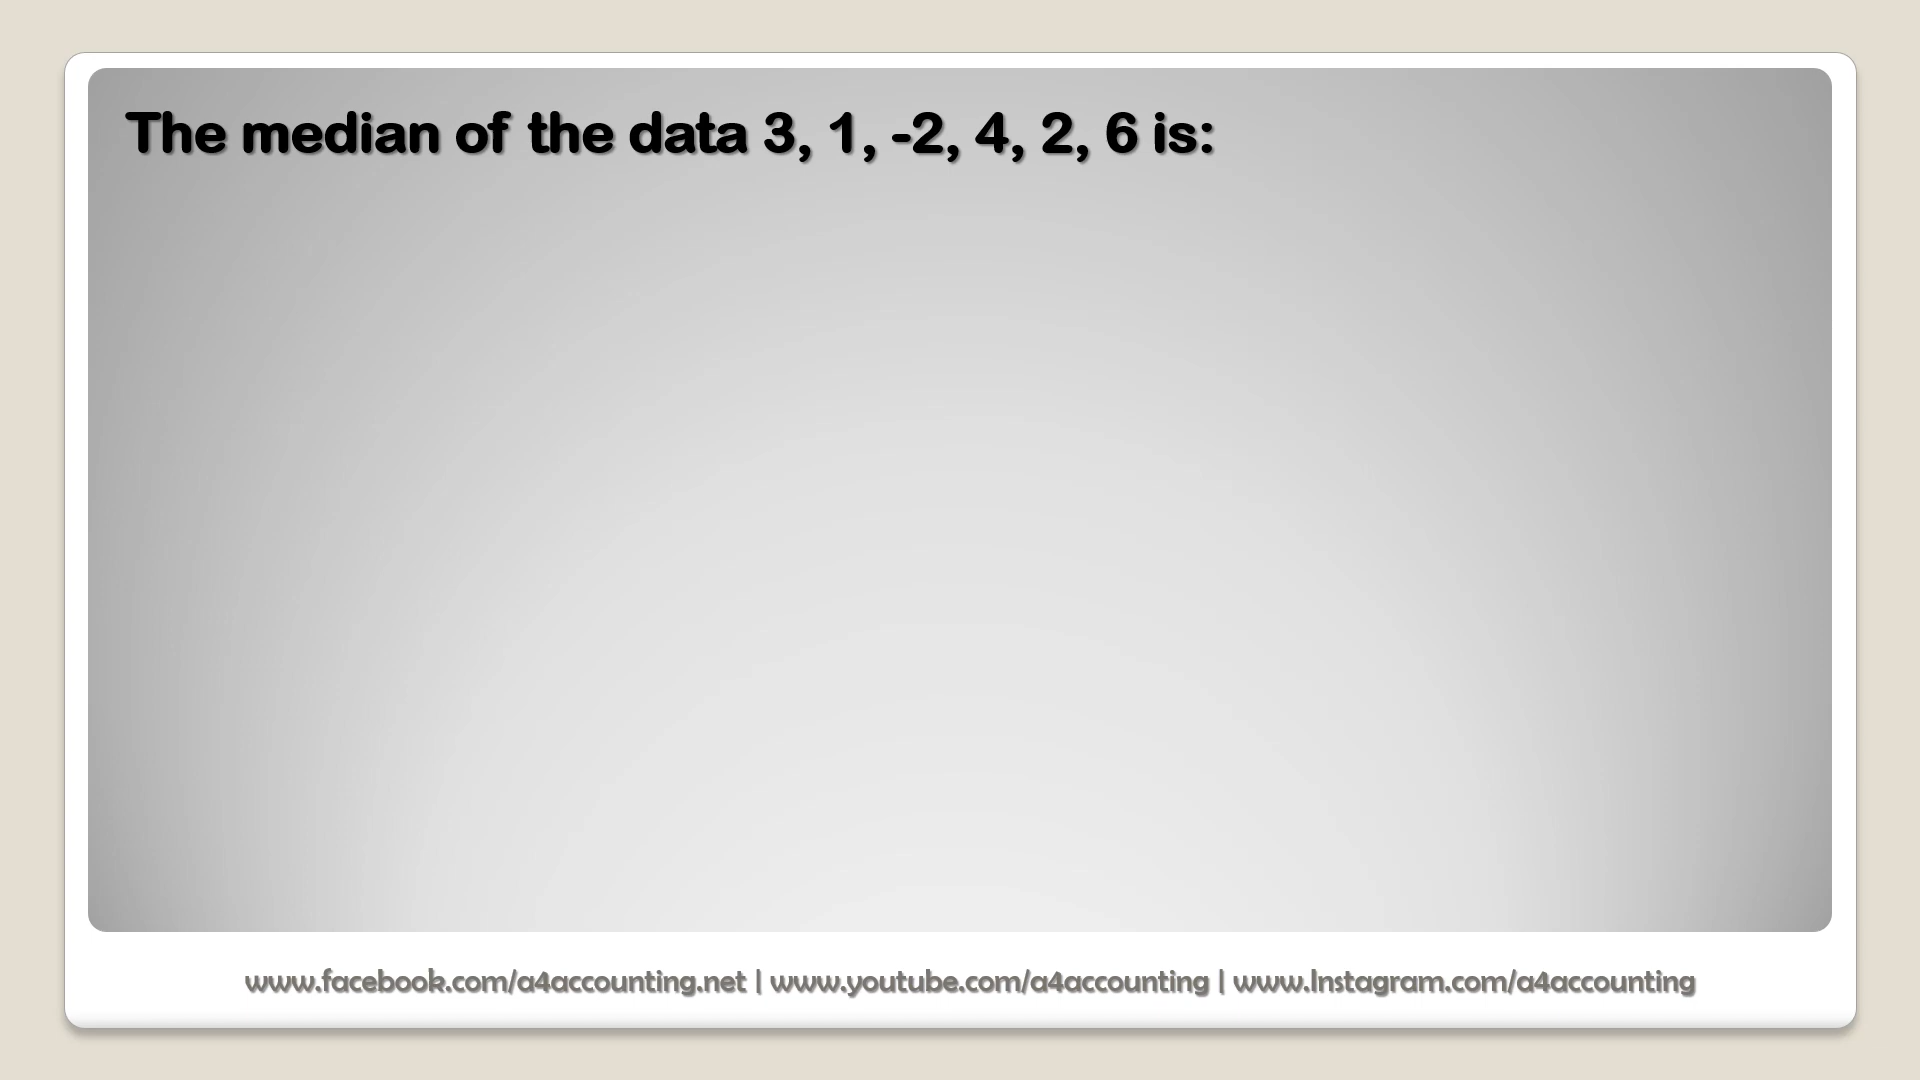 The median of the data 3, 1, -2, 4, 2, 6 is:
www.facebook.com/a4accounting.net | www.youtube.com/a4accounting | www.Instagram.com/a4accounting